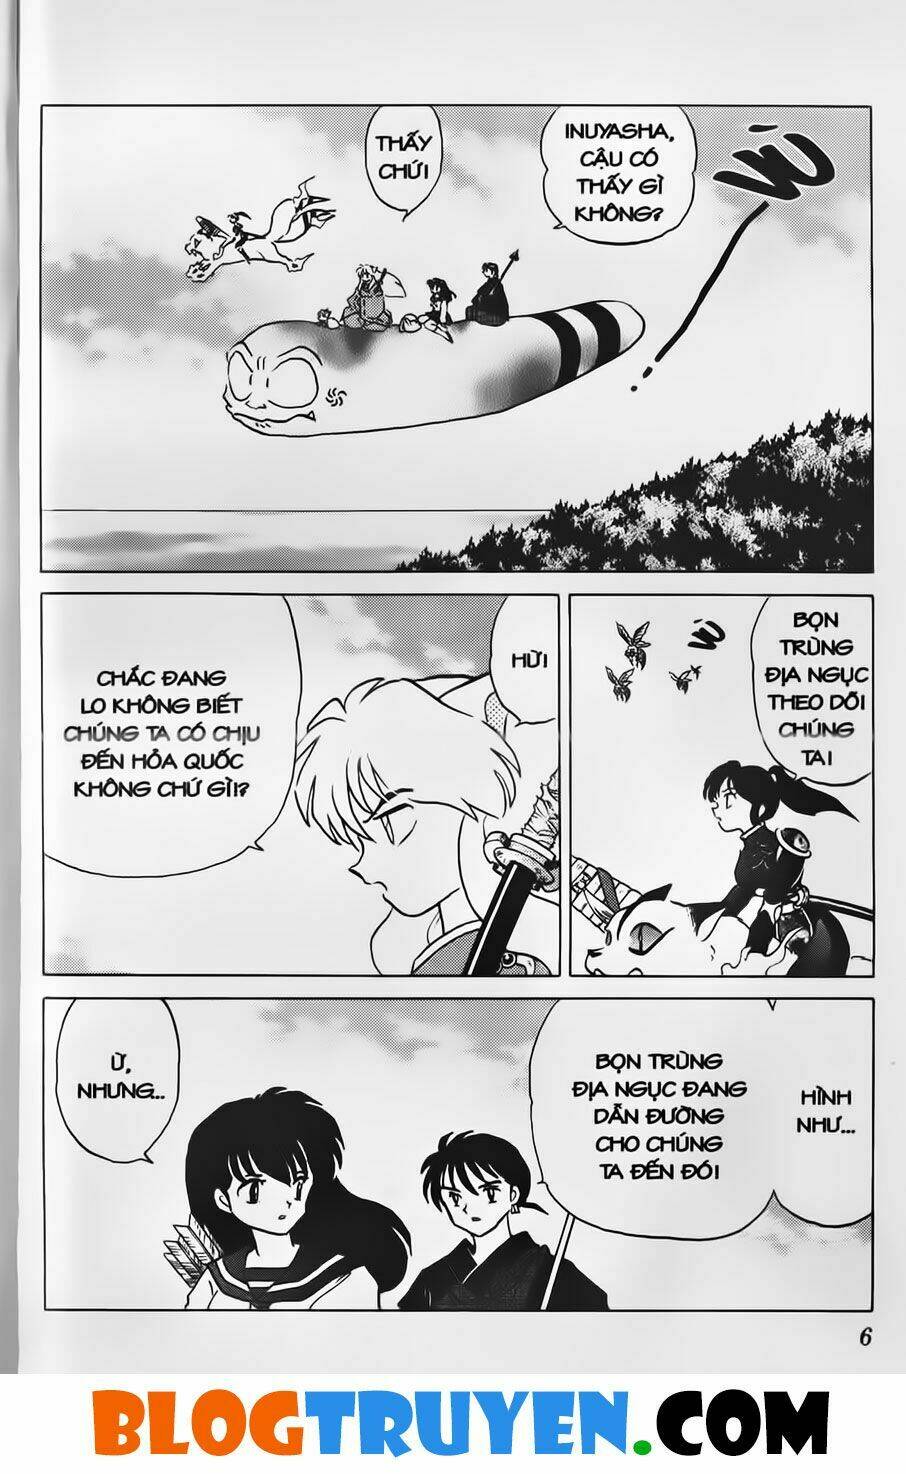 INUYASHA,
CẬU CÓ
THẤY GÌ
KHÔNG?
THẤY
CHỨ!
VÙ
BỌN
TRÙNG
ĐỊA NGỤC
THEO DÕI
CHÚNG
TA!
VÙ
HỪ!
CHẮC ĐANG
LO KHÔNG BIẾT
CHÚNG TA CÓ CHỊU
ĐẾN HỎA QUỐC
KHÔNG CHỨ GÌ!?
HÌNH
NHƯ...
BỌN TRÙNG
ĐỊA NGỤC ĐANG
DẪN ĐƯỜNG
CHO CHÚNG
TA ĐẾN ĐÓ!
Ừ,
NHƯNG...
6
BLOGTRUYEN.COM